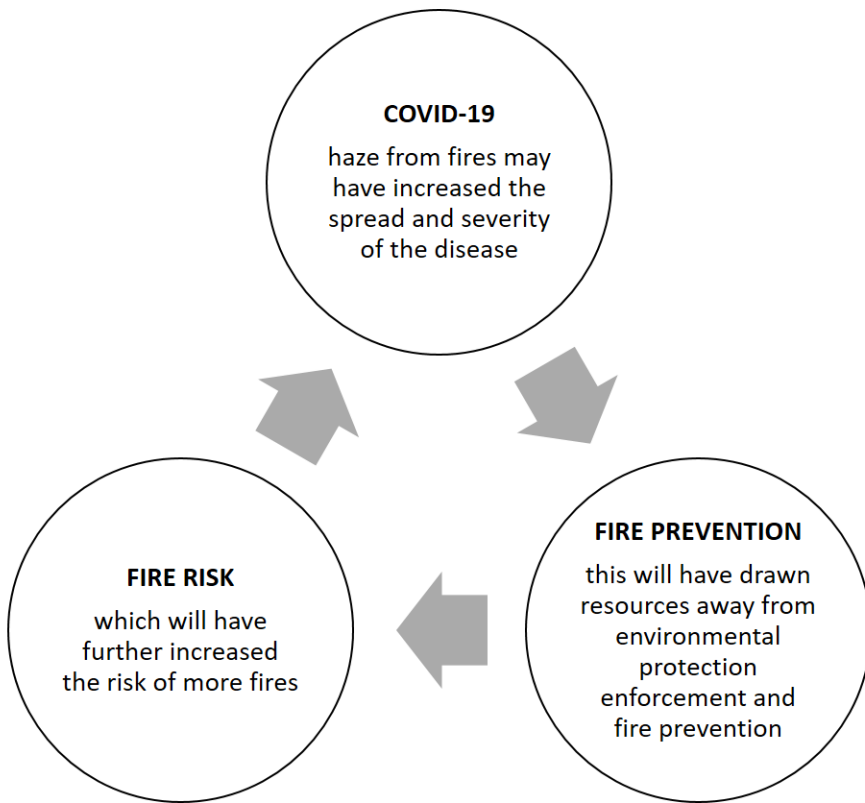 COVID-19
haze from fires may
have increased the
spread and severity
of the disease
FIRE PREVENTION
this will have drawn
resources away from
environmental
protection
enforcement and
fire prevention
FIRE RISK
which will have
further increased
the risk of more fires